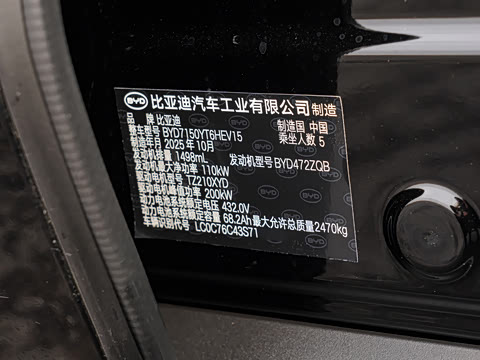 BYD 比亚迪汽车工业有限公司 制造
品牌 比亚迪 制造国 中国
整车型号 BYD7150YT6HEV15 乘坐人数 5
制造年月 2025年10月
发动机容量 1498mL 发动机型号 BYD472ZQB
发动机最大净功率 110kW
电动机型号 TZ210XYD
电动机峰值功率 200kW
动力电池系统额定电压 432.0V
动力电池系统额定容量 68.2Ah 最大允许总质量 2470kg
车辆识别代号 LC0C76C43S71